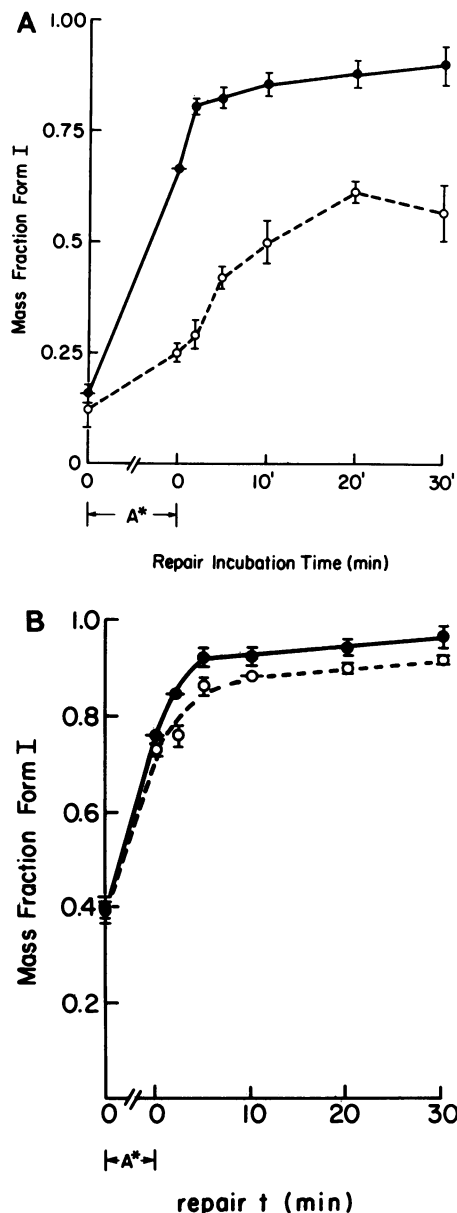 A
1.00
0.75
0.5
0.25
0
Mass Fraction Form I
0 0 10' 20' 30'
A*
Repair Incubation Time (min)
B
1.0
0.8
0.6
0.4
0.2
Mass Fraction Form I
0 0 10 20 30
A*
repair t (min)